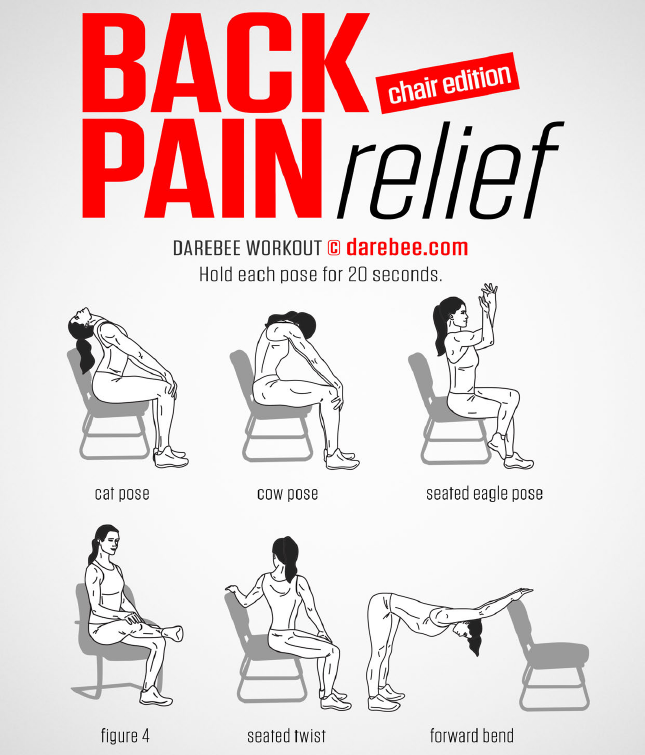 BACK
chair edition
PAIN relief
DAREBEE WORKOUT © darebee.com
Hold each pose for 20 seconds.
cat pose
cow pose
seated eagle pose
figure 4
seated twist
forward bend